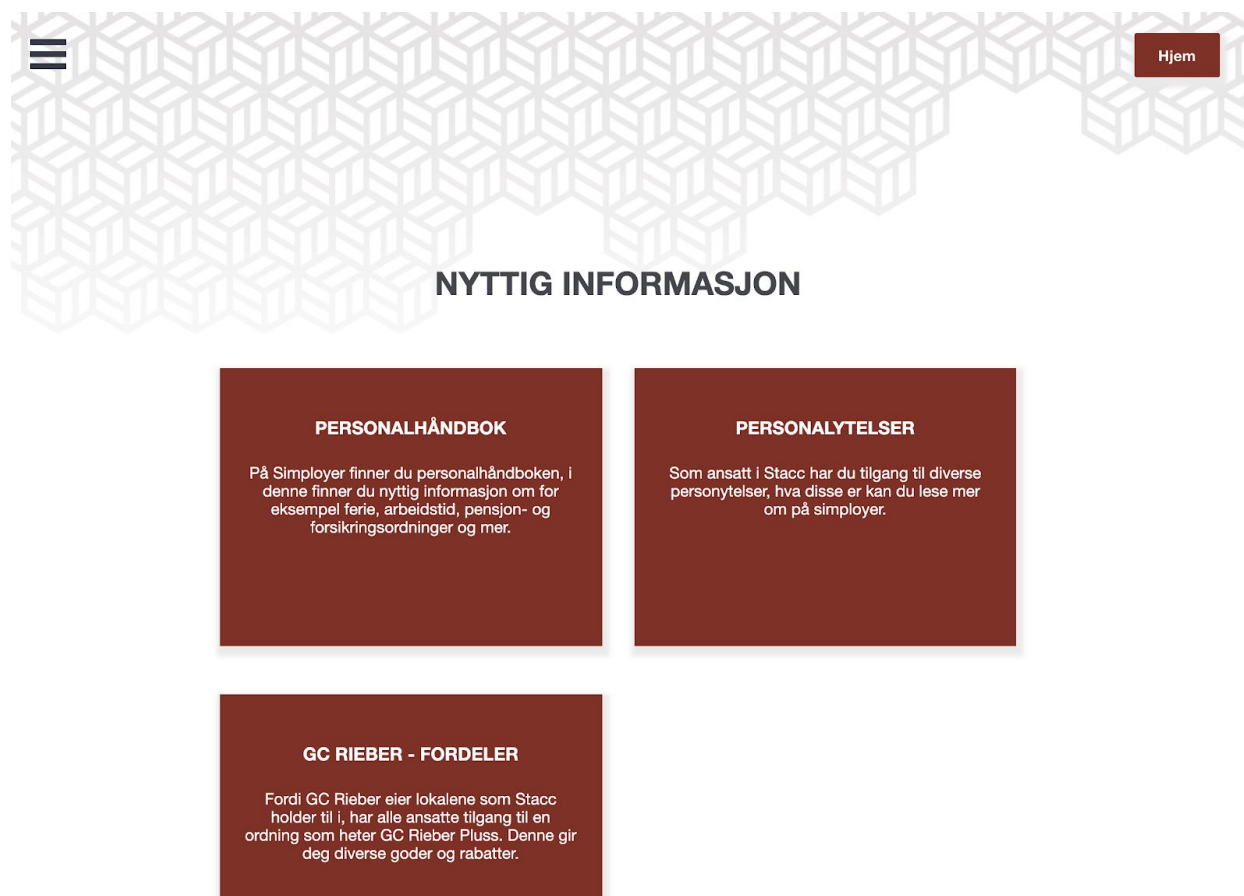 Hjem
NYTTIG INFORMASJON
PERSONALHÅNDBOK
På Simployer finner du personalhåndboken, i
denne finner du nyttig informasjon om for
eksempel ferie, arbeidstid, pensjon- og
forsikringsordninger og mer.
PERSONALYTELSER
Som ansatt i Stacc har du tilgang til diverse
personytelser, hva disse er kan du lese mer
om på simployer.
GC RIEBER - FORDELER
Fordi GC Rieber eier lokalene som Stacc
holder til i, har alle ansatte tilgang til en
ordning som heter GC Rieber Pluss. Denne gir
deg diverse goder og rabatter.